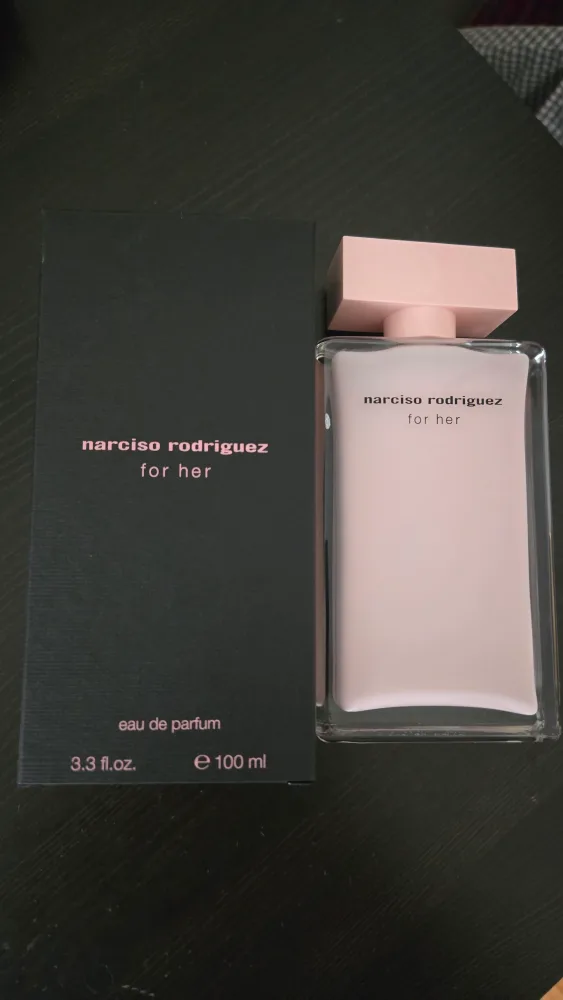 narciso rodriguez
for her
eau de parfum
3.3 fl.oz. ℮ 100 ml
narciso rodriguez
for her